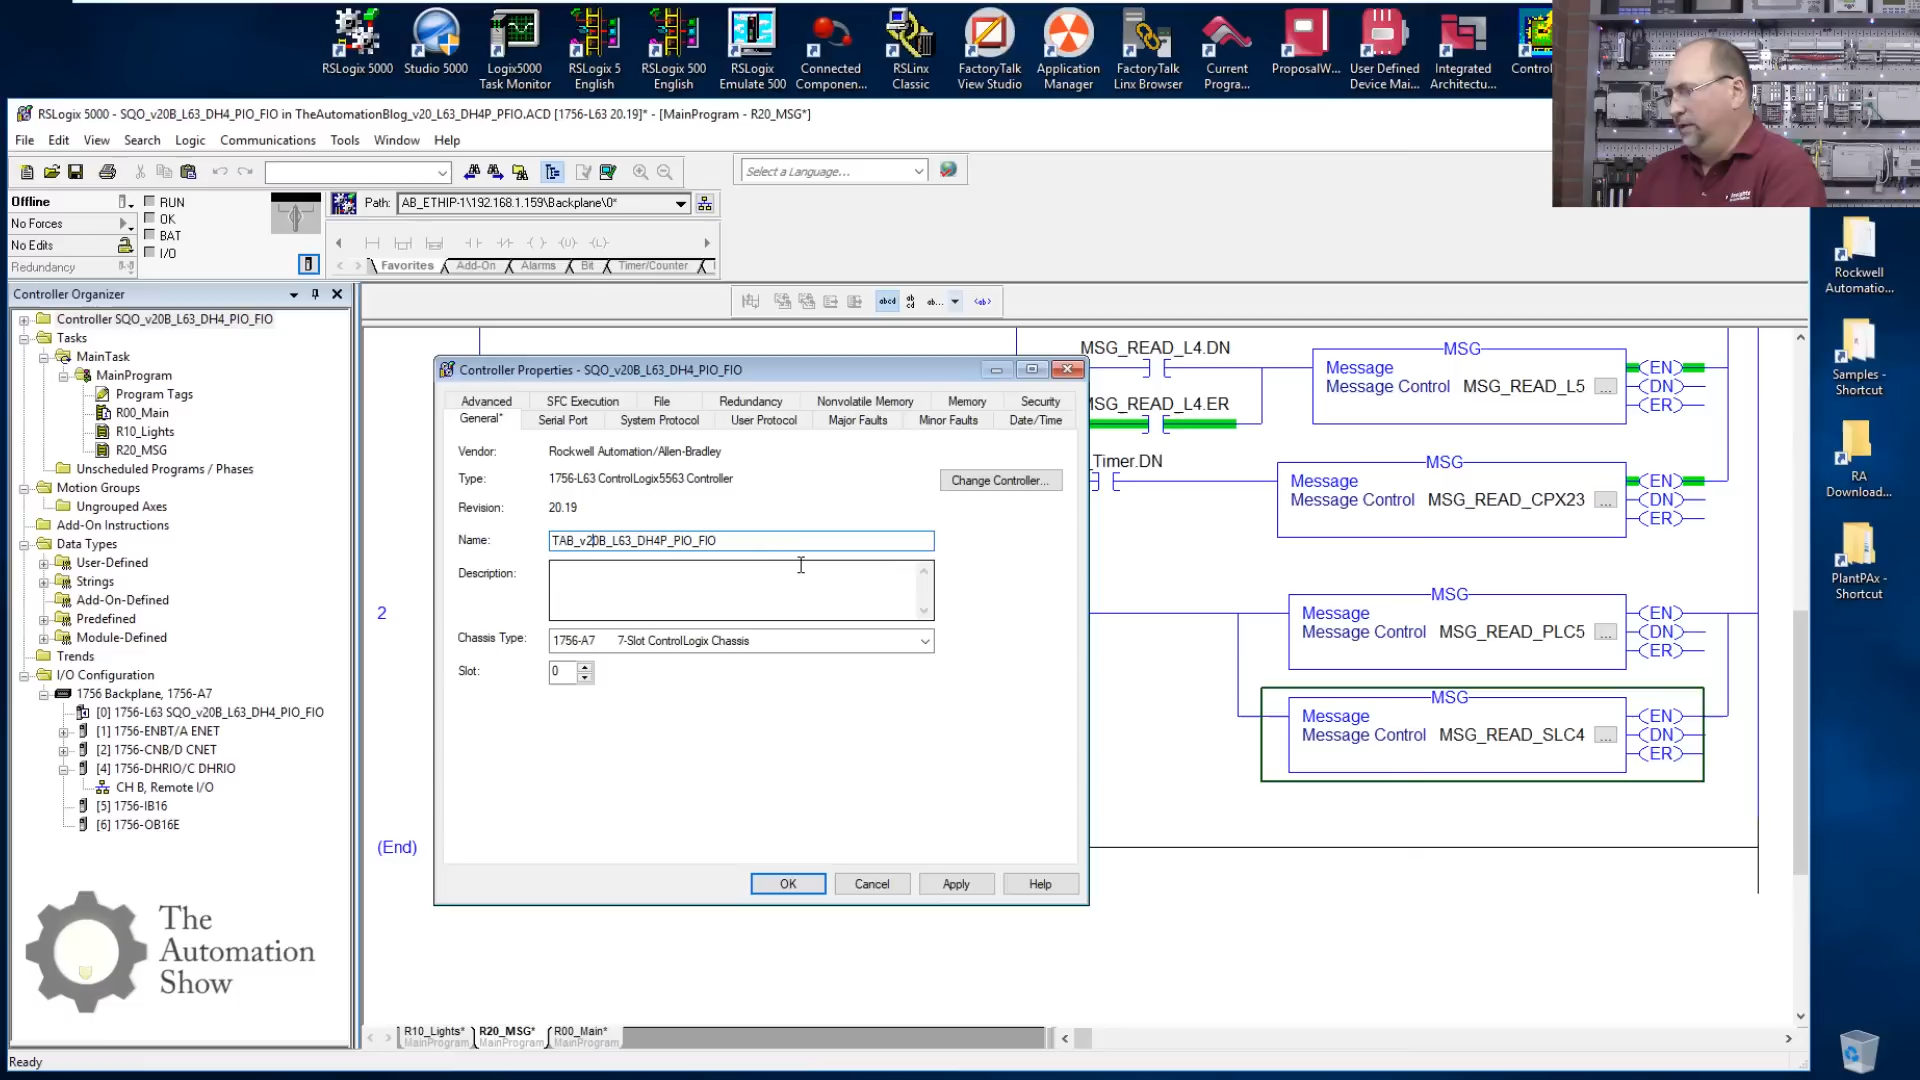 RSLogix 5000
Studio 5000
Logix5000 Task Monitor
RSLogix 5 English
RSLogix 500 English
RSLogix Emulate 500
Connected Componen...
RSLinx Classic
FactoryTalk View Studio
Application Manager
FactoryTalk Linx Browser
Current Progra...
ProposalW...
User Defined Device Mai...
Integrated Architectu...
Control
RSLogix 5000 - SQO_v20B_L63_DH4_PIO_FIO in TheAutomationBlog_v20_L63_DH4P_PFIO.ACD [1756-L63 20.19]* - [MainProgram - R20_MSG*]
File Edit View Search Logic Communications Tools Window Help
Select a Language...
Offline
No Forces
No Edits
Redundancy
RUN
OK
BAT
I/O
Path: AB_ETHIP-1\192.168.1.159\Backplane\0*
Favorites Add-On Alarms Bit Timer/Counter
Controller Organizer
Controller SQO_v20B_L63_DH4_PIO_FIO
Tasks
MainTask
MainProgram
Program Tags
R00_Main
R10_Lights
R20_MSG
Unscheduled Programs / Phases
Motion Groups
Ungrouped Axes
Add-On Instructions
Data Types
User-Defined
Strings
Add-On-Defined
Predefined
Module-Defined
Trends
I/O Configuration
1756 Backplane, 1756-A7
[0] 1756-L63 SQO_v20B_L63_DH4_PIO_FIO
[1] 1756-ENBT/A ENET
[2] 1756-CNB/D CNET
[4] 1756-DHRIO/C DHRIO
CH B, Remote I/O
[5] 1756-IB16
[6] 1756-OB16E
The
Automation
Show
abcd
ab cd
ab...
<ab>
Controller Properties - SQO_v20B_L63_DH4_PIO_FIO
Advanced SFC Execution File Redundancy Nonvolatile Memory Memory Security
General* Serial Port System Protocol User Protocol Major Faults Minor Faults Date/Time
Vendor: Rockwell Automation/Allen-Bradley
Type: 1756-L63 ControlLogix5563 Controller
Change Controller...
Revision: 20.19
Name: TAB_v20B_L63_DH4P_PIO_FIO
Description:
Chassis Type: 1756-A7 7-Slot ControlLogix Chassis
Slot: 0
OK Cancel Apply Help
MSG_READ_L4.DN
MSG_READ_L4.ER
MSG
Message
Message Control MSG_READ_L5 ...
EN
DN
ER
_Timer.DN
MSG
Message
Message Control MSG_READ_CPX23 ...
EN
DN
ER
2
MSG
Message
Message Control MSG_READ_PLC5 ...
EN
DN
ER
MSG
Message
Message Control MSG_READ_SLC4 ...
EN
DN
ER
(End)
R10_Lights* R20_MSG* R00_Main*
MainProgram MainProgram MainProgram
Ready
Rockwell Automatio...
Samples - Shortcut
RA Download...
PlantPAx - Shortcut